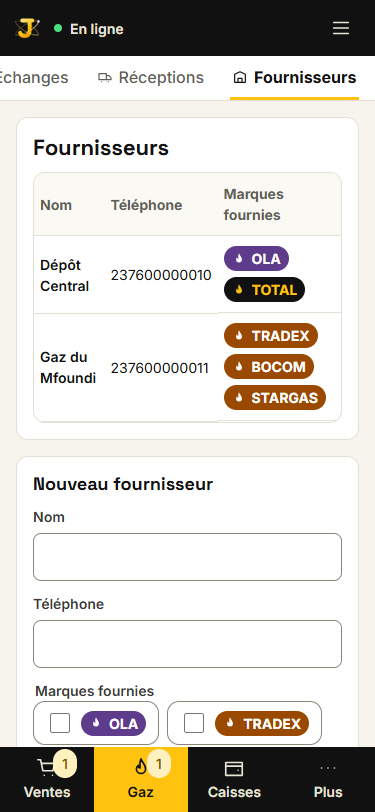 En ligne
Échanges
Réceptions
Fournisseurs
Fournisseurs
Nom
Téléphone
Marques
fournies
Dépôt
Central
237600000010
OLA
TOTAL
Gaz du
Mfoundi
237600000011
TRADEX
BOCOM
STARGAS
Nouveau fournisseur
Nom
Téléphone
Marques fournies
OLA
TRADEX
1
Ventes
1
Gaz
Caisses
Plus